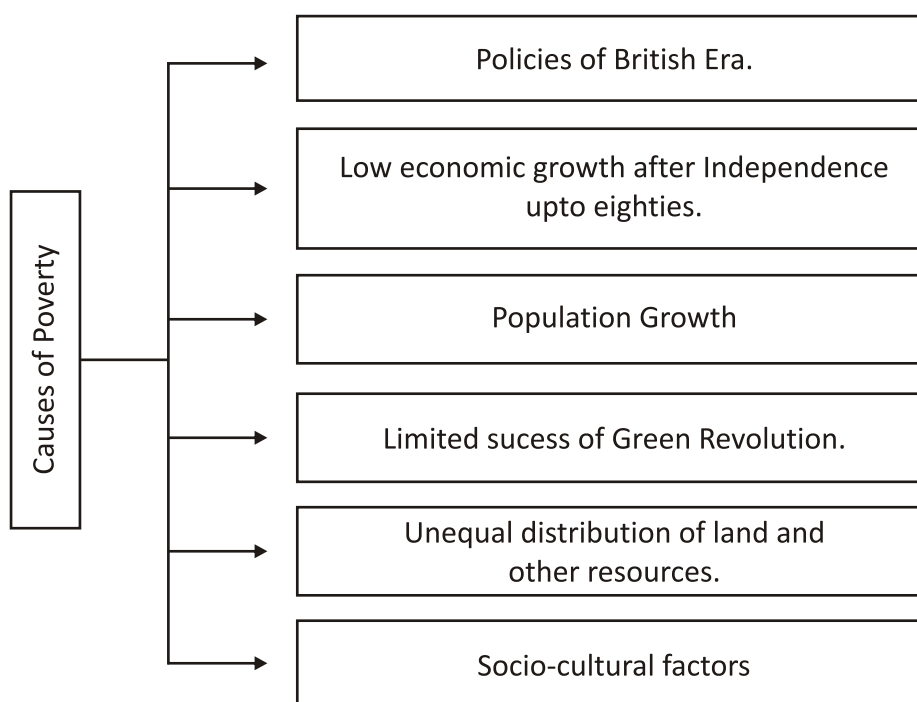 Causes of Poverty
Policies of British Era.
Low economic growth after Independence
upto eighties.
Population Growth
Limited sucess of Green Revolution.
Unequal distribution of land and
other resources.
Socio-cultural factors